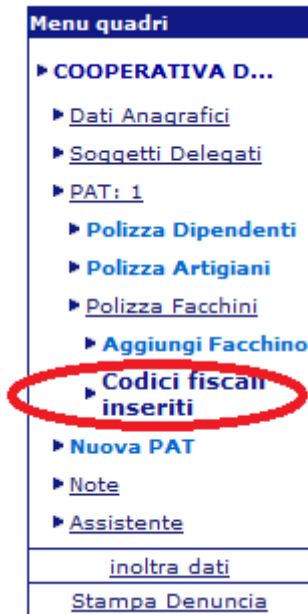 Menu quadri
COOPERATIVA D...
Dati Anagrafici
Soggetti Delegati
PAT: 1
Polizza Dipendenti
Polizza Artigiani
Polizza Facchini
Aggiungi Facchino
Codici fiscali
inseriti
Nuova PAT
Note
Assistente
inoltra dati
Stampa Denuncia